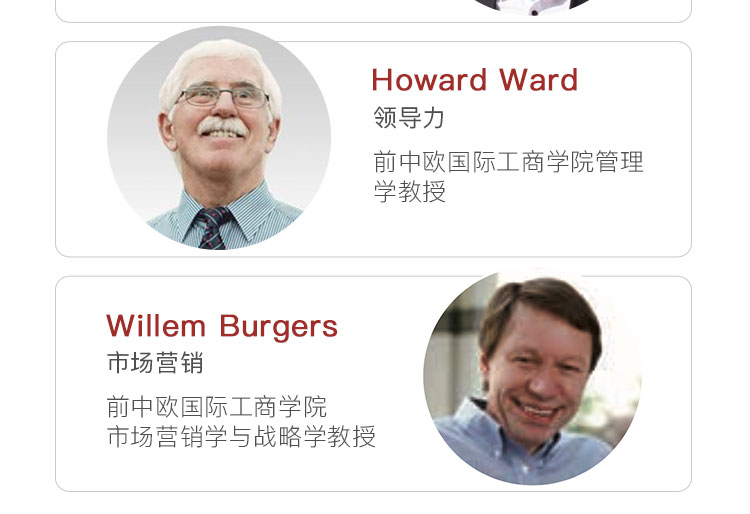 Howard Ward
领导力
前中欧国际工商学院管理
学教授
Willem Burgers
市场营销
前中欧国际工商学院
市场营销学与战略学教授